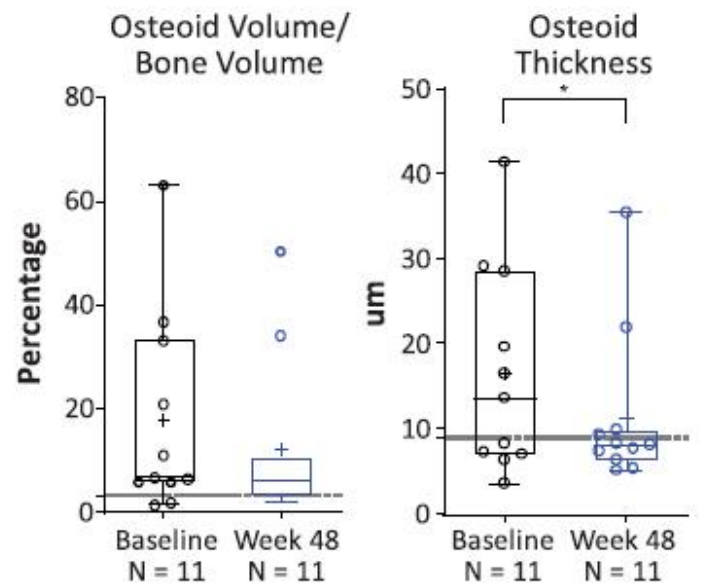 Osteoid Volume/
Bone Volume
Percentage
80
60
40
20
0
Baseline
N = 11
Week 48
N = 11
Osteoid
Thickness
um
50
40
30
20
10
0
*
Baseline
N = 11
Week 48
N = 11